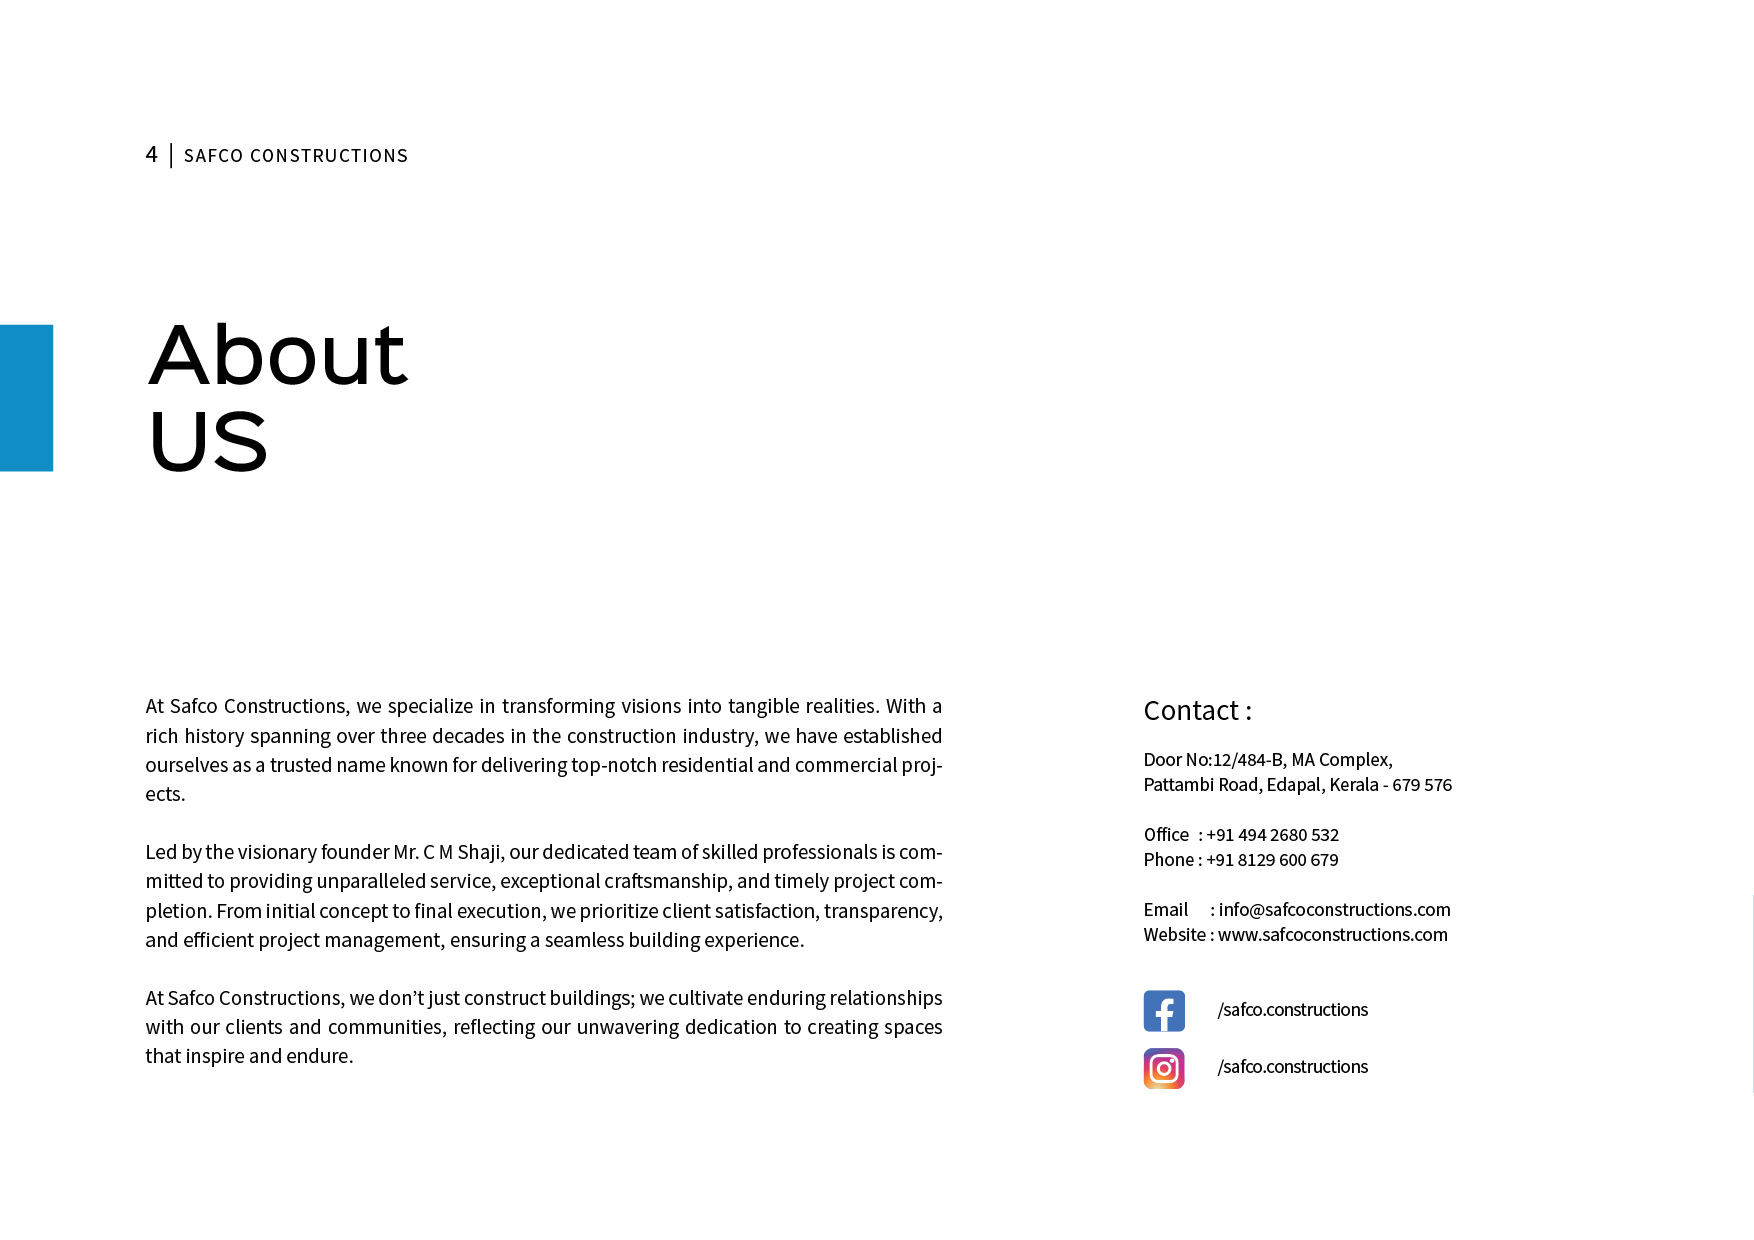 4 | SAFCO CONSTRUCTIONS
About
US
At Safco Constructions, we specialize in transforming visions into tangible realities. With a
rich history spanning over three decades in the construction industry, we have established
ourselves as a trusted name known for delivering top-notch residential and commercial proj-
ects.
Led by the visionary founder Mr. C M Shaji, our dedicated team of skilled professionals is com-
mitted to providing unparalleled service, exceptional craftsmanship, and timely project com-
pletion. From initial concept to final execution, we prioritize client satisfaction, transparency,
and efficient project management, ensuring a seamless building experience.
At Safco Constructions, we don’t just construct buildings; we cultivate enduring relationships
with our clients and communities, reflecting our unwavering dedication to creating spaces
that inspire and endure.
Contact :
Door No:12/484-B, MA Complex,
Pattambi Road, Edapal, Kerala - 679 576
Office : +91 494 2680 532
Phone : +91 8129 600 679
Email : info@safcoconstructions.com
Website : www.safcoconstructions.com
/safco.constructions
/safco.constructions